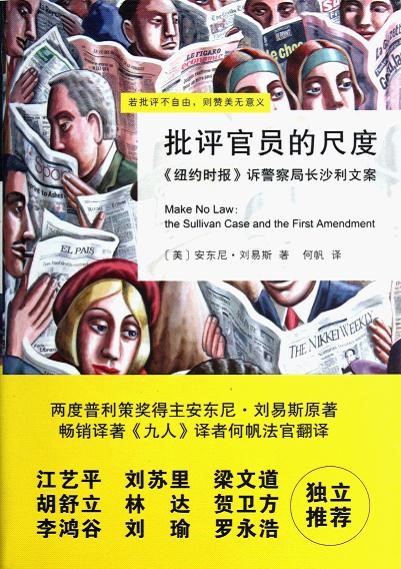 LE FIGARO
économie
le choc
Sport
Ashes
若批评不自由，则赞美无意义
批评官员的尺度
《纽约时报》诉警察局长沙利文案
Make No Law:
the Sullivan Case and the First Amendment
［美］安东尼·刘易斯 著 何帆 译
EL PAIS
THE NIKKEI WEEKLY
两度普利策奖得主安东尼·刘易斯原著
畅销译著《九人》译者何帆法官翻译
江艺平 刘苏里 梁文道
胡舒立 林达 贺卫方
李鸿谷 刘瑜 罗永浩
独立
推荐